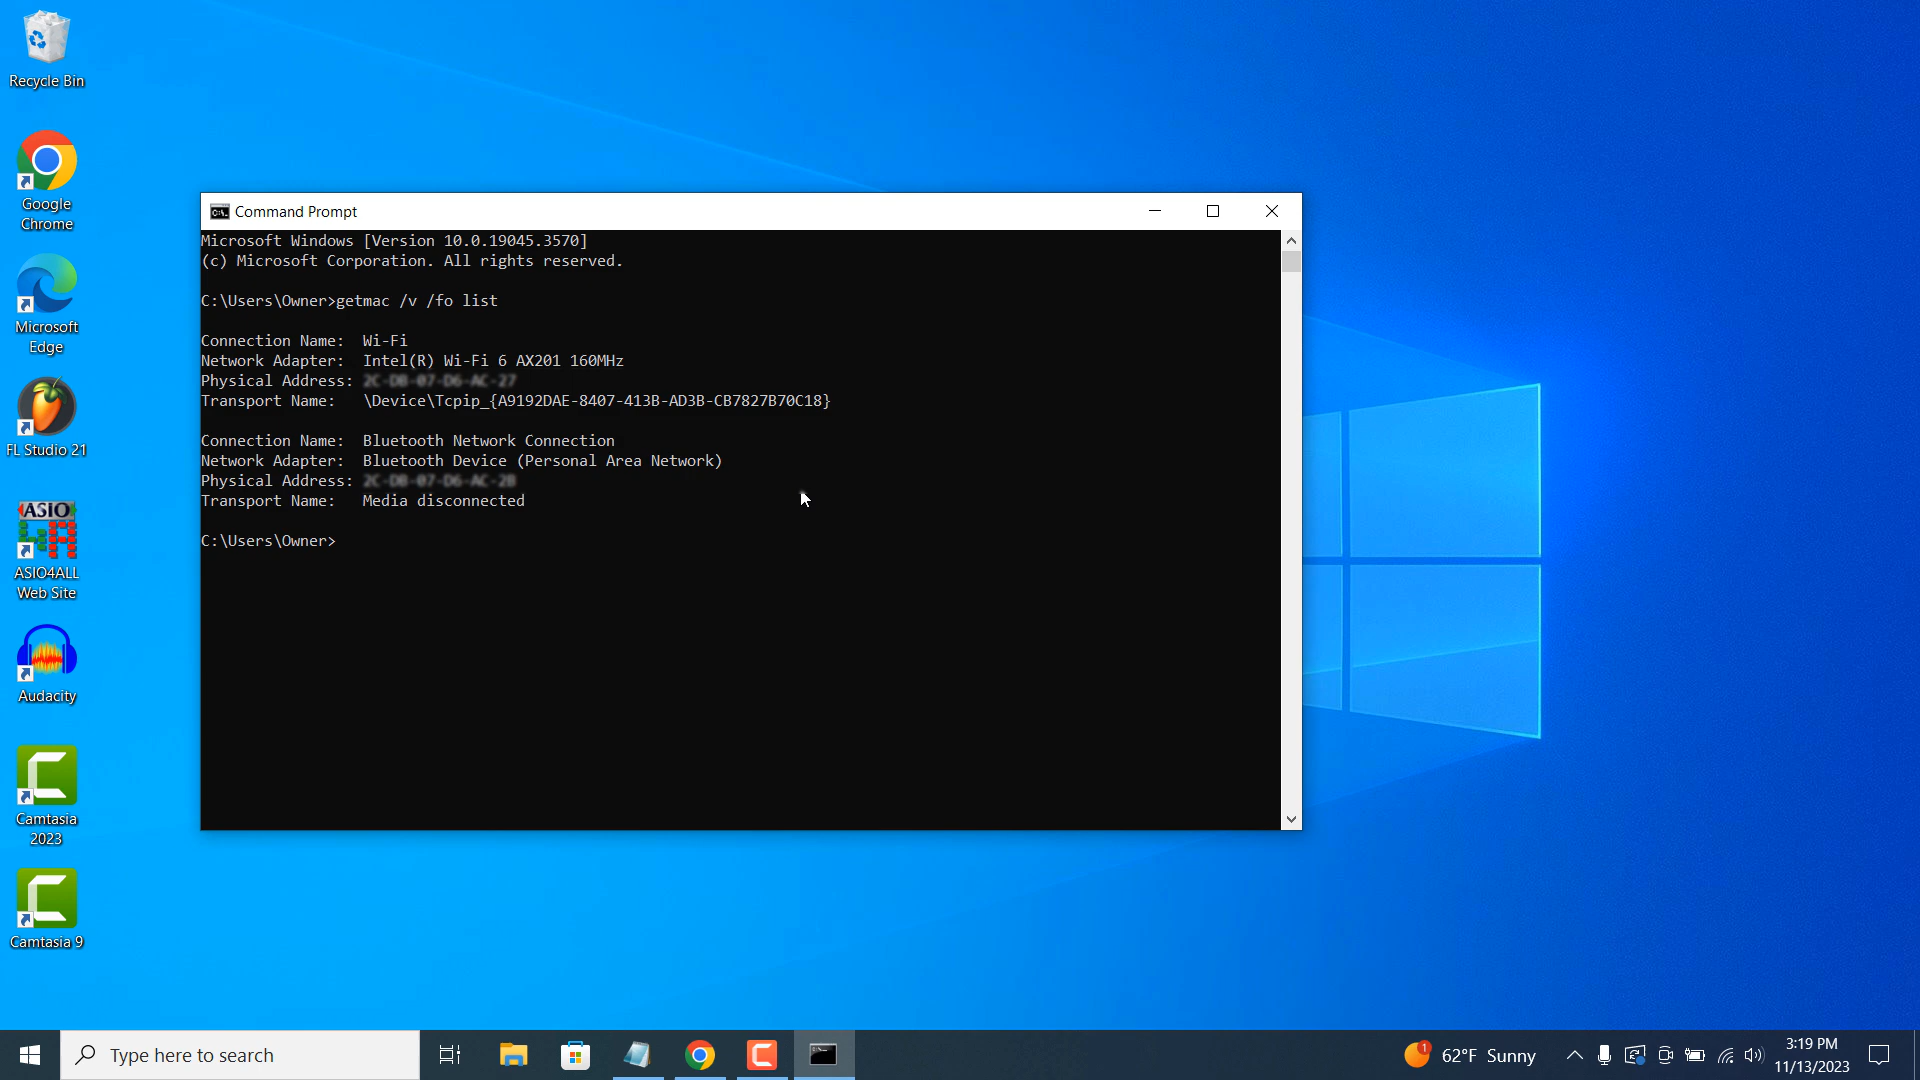 Recycle Bin
Google
Chrome
Microsoft
Edge
FL Studio 21
ASIO
ASIO4ALL
Web Site
Audacity
Camtasia
2023
Camtasia 9
Command Prompt
Microsoft Windows [Version 10.0.19045.3570]
(c) Microsoft Corporation. All rights reserved.
C:\Users\Owner>getmac /v /fo list
Connection Name:  Wi-Fi
Network Adapter:  Intel(R) Wi-Fi 6 AX201 160MHz
Physical Address:
Transport Name:   \Device\Tcpip_{A9192DAE-8407-413B-AD3B-CB7827B70C18}
Connection Name:  Bluetooth Network Connection
Network Adapter:  Bluetooth Device (Personal Area Network)
Physical Address:
Transport Name:   Media disconnected
C:\Users\Owner>
Type here to search
1
62°F Sunny
3:19 PM
11/13/2023